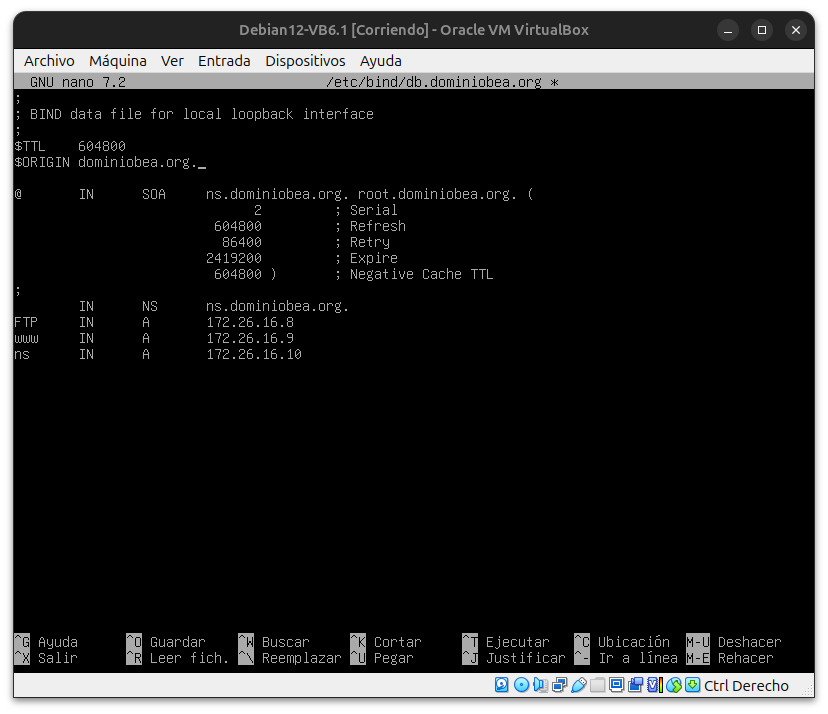 Debian12-VB6.1 [Corriendo] - Oracle VM VirtualBox
Archivo Máquina Ver Entrada Dispositivos Ayuda
GNU nano 7.2 /etc/bind/db.dominiobea.org *
;
; BIND data file for local loopback interface
;
$TTL 604800
$ORIGIN dominiobea.org._
@ IN SOA ns.dominiobea.org. root.dominiobea.org. (
2 ; Serial
604800 ; Refresh
86400 ; Retry
2419200 ; Expire
604800 ) ; Negative Cache TTL
;
IN NS ns.dominiobea.org.
FTP IN A 172.26.16.8
www IN A 172.26.16.9
ns IN A 172.26.16.10
^G Ayuda ^O Guardar ^W Buscar ^K Cortar ^T Ejecutar ^C Ubicación M-U Deshacer
^X Salir ^R Leer fich. ^\ Reemplazar ^U Pegar ^J Justificar ^- Ir a línea M-E Rehacer
Ctrl Derecho